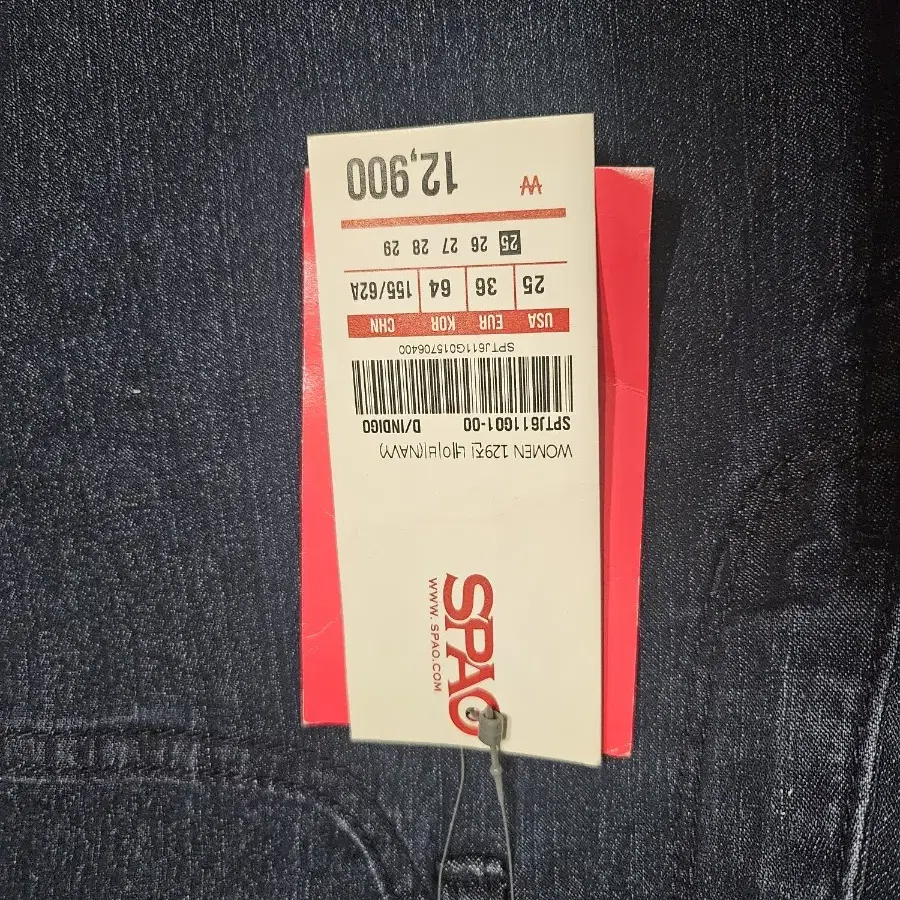 SPAO
WWW.SPAO.COM
WOMEN 129진 네이비(NAVY)
SPTJ611G01-00 D/INDIGO
SPTJ611G015706400
USA EUR KOR CHN
25 36 64 155/62A
25 26 27 28 29
₩ 12,900